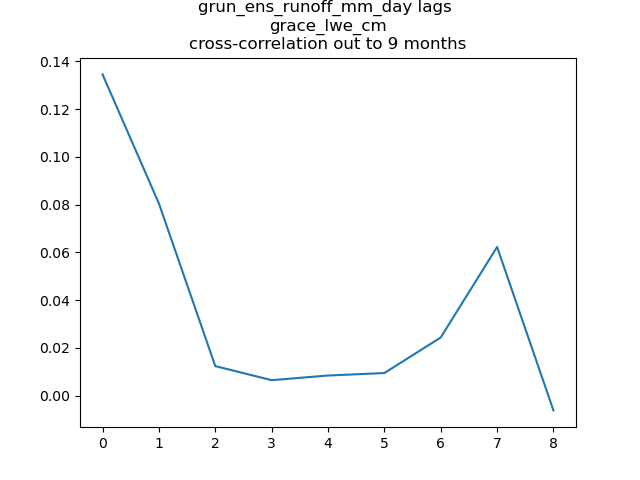 grun_ens_runoff_mm_day lags
grace_lwe_cm
cross-correlation out to 9 months
0.14
0.12
0.10
0.08
0.06
0.04
0.02
0.00
0 1 2 3 4 5 6 7 8